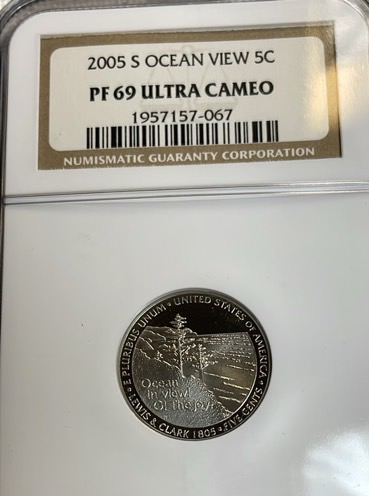 2005 S OCEAN VIEW 5C
PF 69 ULTRA CAMEO
1957157-067
NUMISMATIC GUARANTY CORPORATION
E PLURIBUS UNUM • UNITED STATES OF AMERICA
Ocean
in view!
O! the joy!
LEWIS & CLARK 1805 • FIVE CENTS